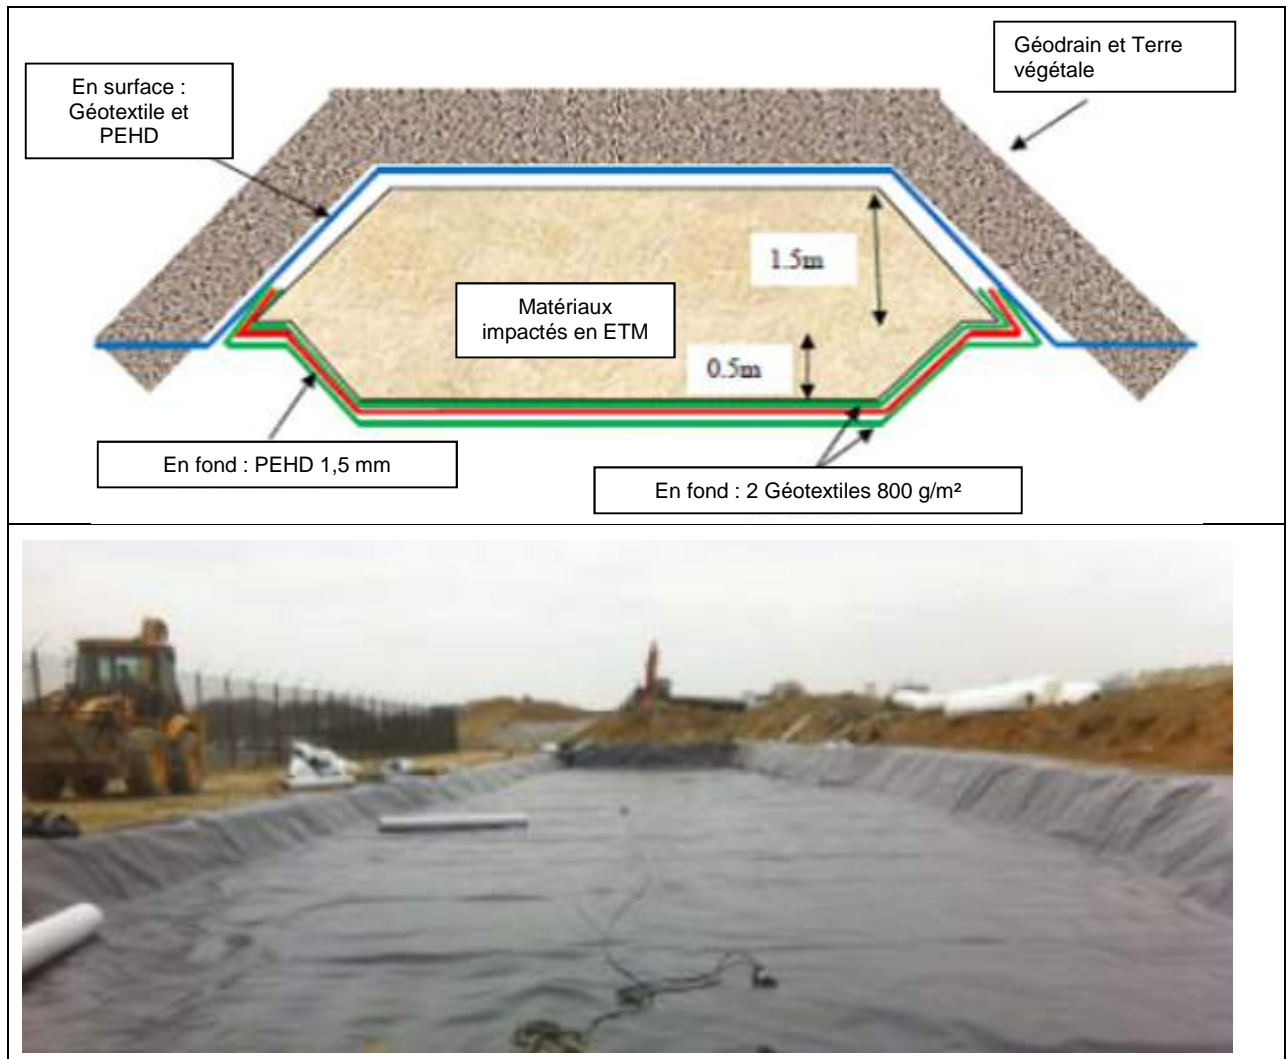 En surface :
Géotextile et
PEHD
Géodrain et Terre
végétale
1.5m
Matériaux
impactés en ETM
0.5m
En fond : PEHD 1,5 mm
En fond : 2 Géotextiles 800 g/m²